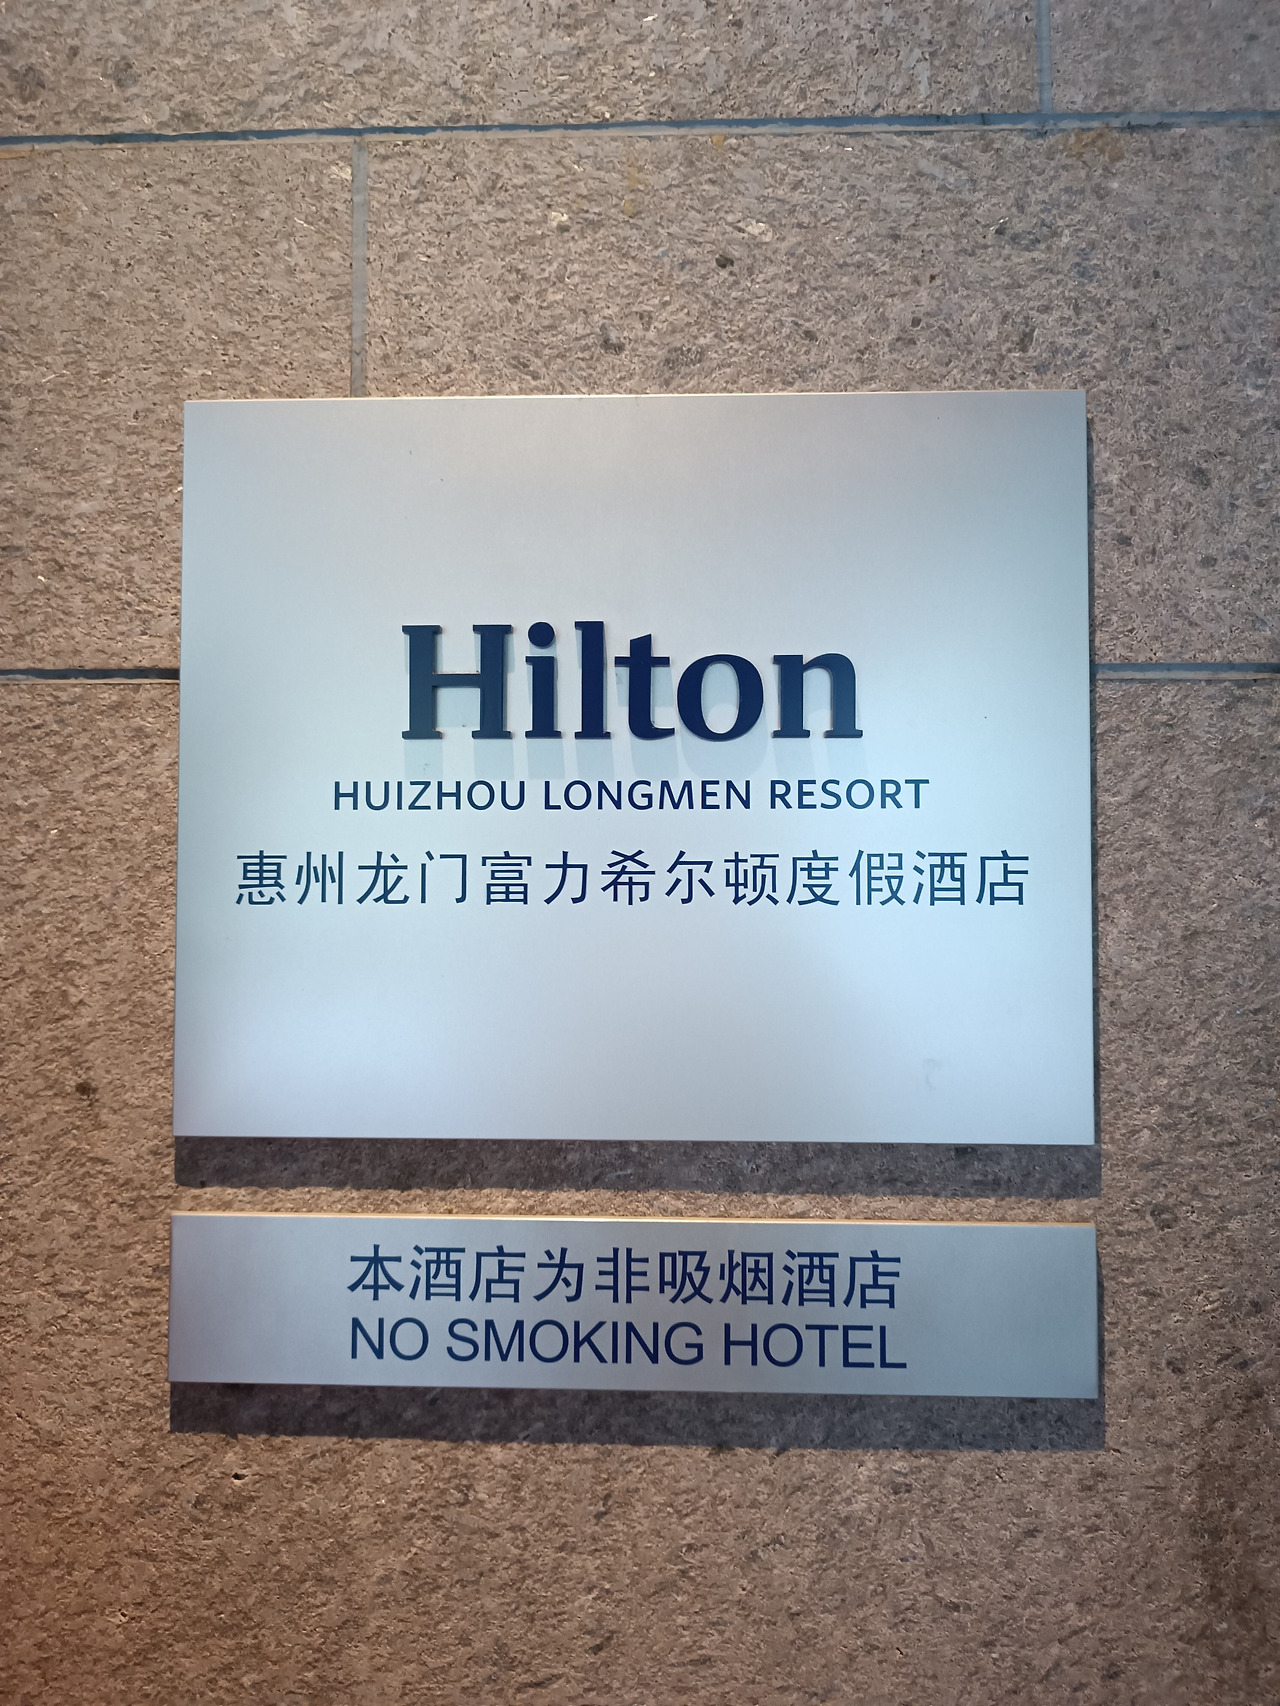 Hilton
HUIZHOU LONGMEN RESORT
惠州龙门富力希尔顿度假酒店
本酒店为非吸烟酒店
NO SMOKING HOTEL